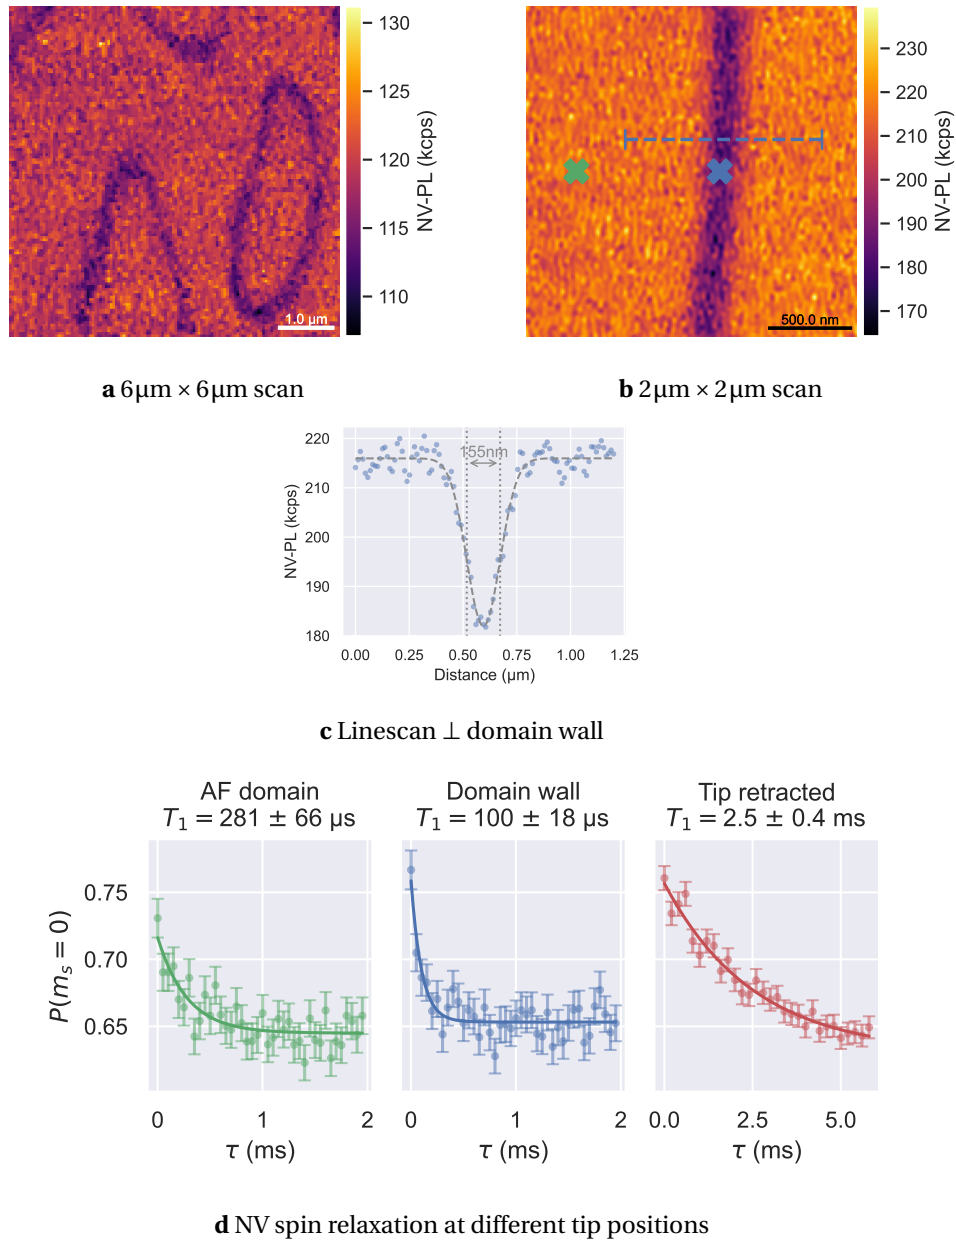 130
125
120
115
110
NV-PL (kcps)
1.0 µm
230
220
210
200
190
180
170
NV-PL (kcps)
500.0 nm
a 6µm × 6µm scan
b 2µm × 2µm scan
220
210
200
190
180
NV-PL (kcps)
155nm
0.00 0.25 0.50 0.75 1.00 1.25
Distance (µm)
c Linescan ⊥ domain wall
AF domain
T₁ = 281 ± 66 µs
Domain wall
T₁ = 100 ± 18 µs
Tip retracted
T₁ = 2.5 ± 0.4 ms
0.75
0.70
0.65
P(mₛ = 0)
0 1 2
τ (ms)
0 1 2
τ (ms)
0.0 2.5 5.0
τ (ms)
d NV spin relaxation at different tip positions